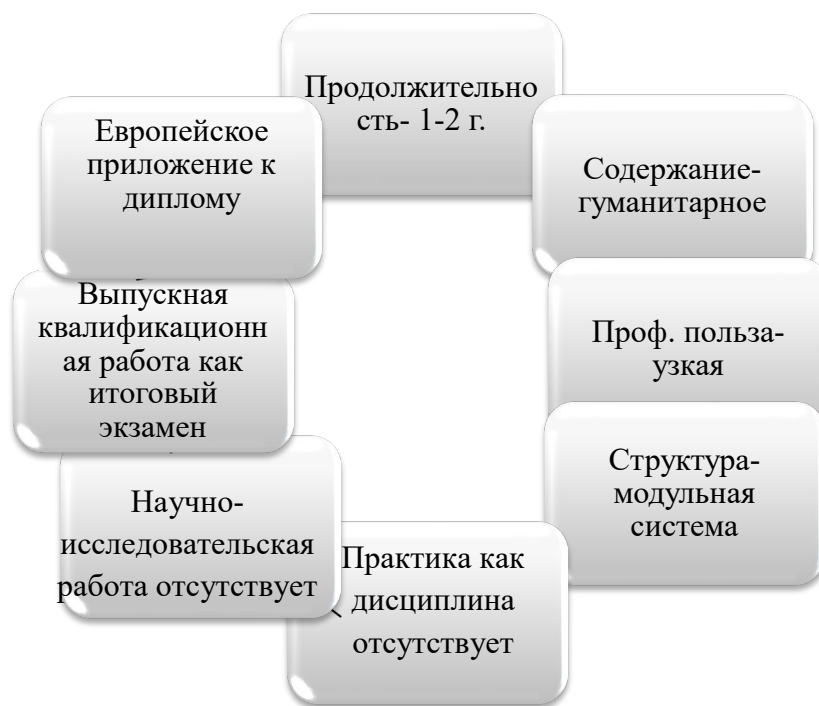 Продолжительно
сть- 1-2 г.
Содержание-
гуманитарное
Проф. польза-
узкая
Структура-
модульная
система
Практика как
дисциплина
отсутствует
Научно-
исследовательская
работа отсутствует
Выпускная
квалификационн
ая работа как
итоговый
экзамен
Европейское
приложение к
диплому